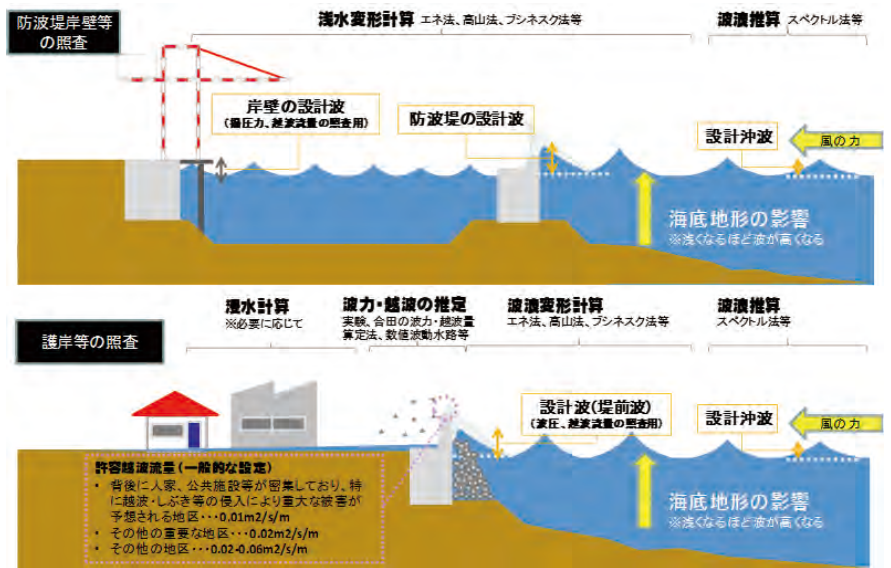 防波堤岸壁等
の照査
浅水変形計算 エネ法、高山法、ブシネスク法等
波浪推算 スペクトル法等
岸壁の設計波
(揚圧力、越波流量の照査用)
防波堤の設計波
設計沖波
風の力
海底地形の影響
※浅くなるほど波が高くなる
護岸等の照査
浸水計算
※必要に応じて
波力・越波の推定
実験、合田の波力・越波量
算定法、数値波動水路等
波浪変形計算
エネ法、高山法、ブシネスク法等
波浪推算
スペクトル法等
設計波(堤前波)
(波圧、越波流量の照査用)
設計沖波
風の力
海底地形の影響
※浅くなるほど波が高くなる
許容越波流量(一般的な設定)
• 背後に人家、公共施設等が密集しており、特
に越波・しぶき等の侵入により重大な被害が
予想される地区・・・0.01m2/s/m
• その他の重要な地区・・・0.02m2/s/m
• その他の地区・・・0.02-0.06m2/s/m